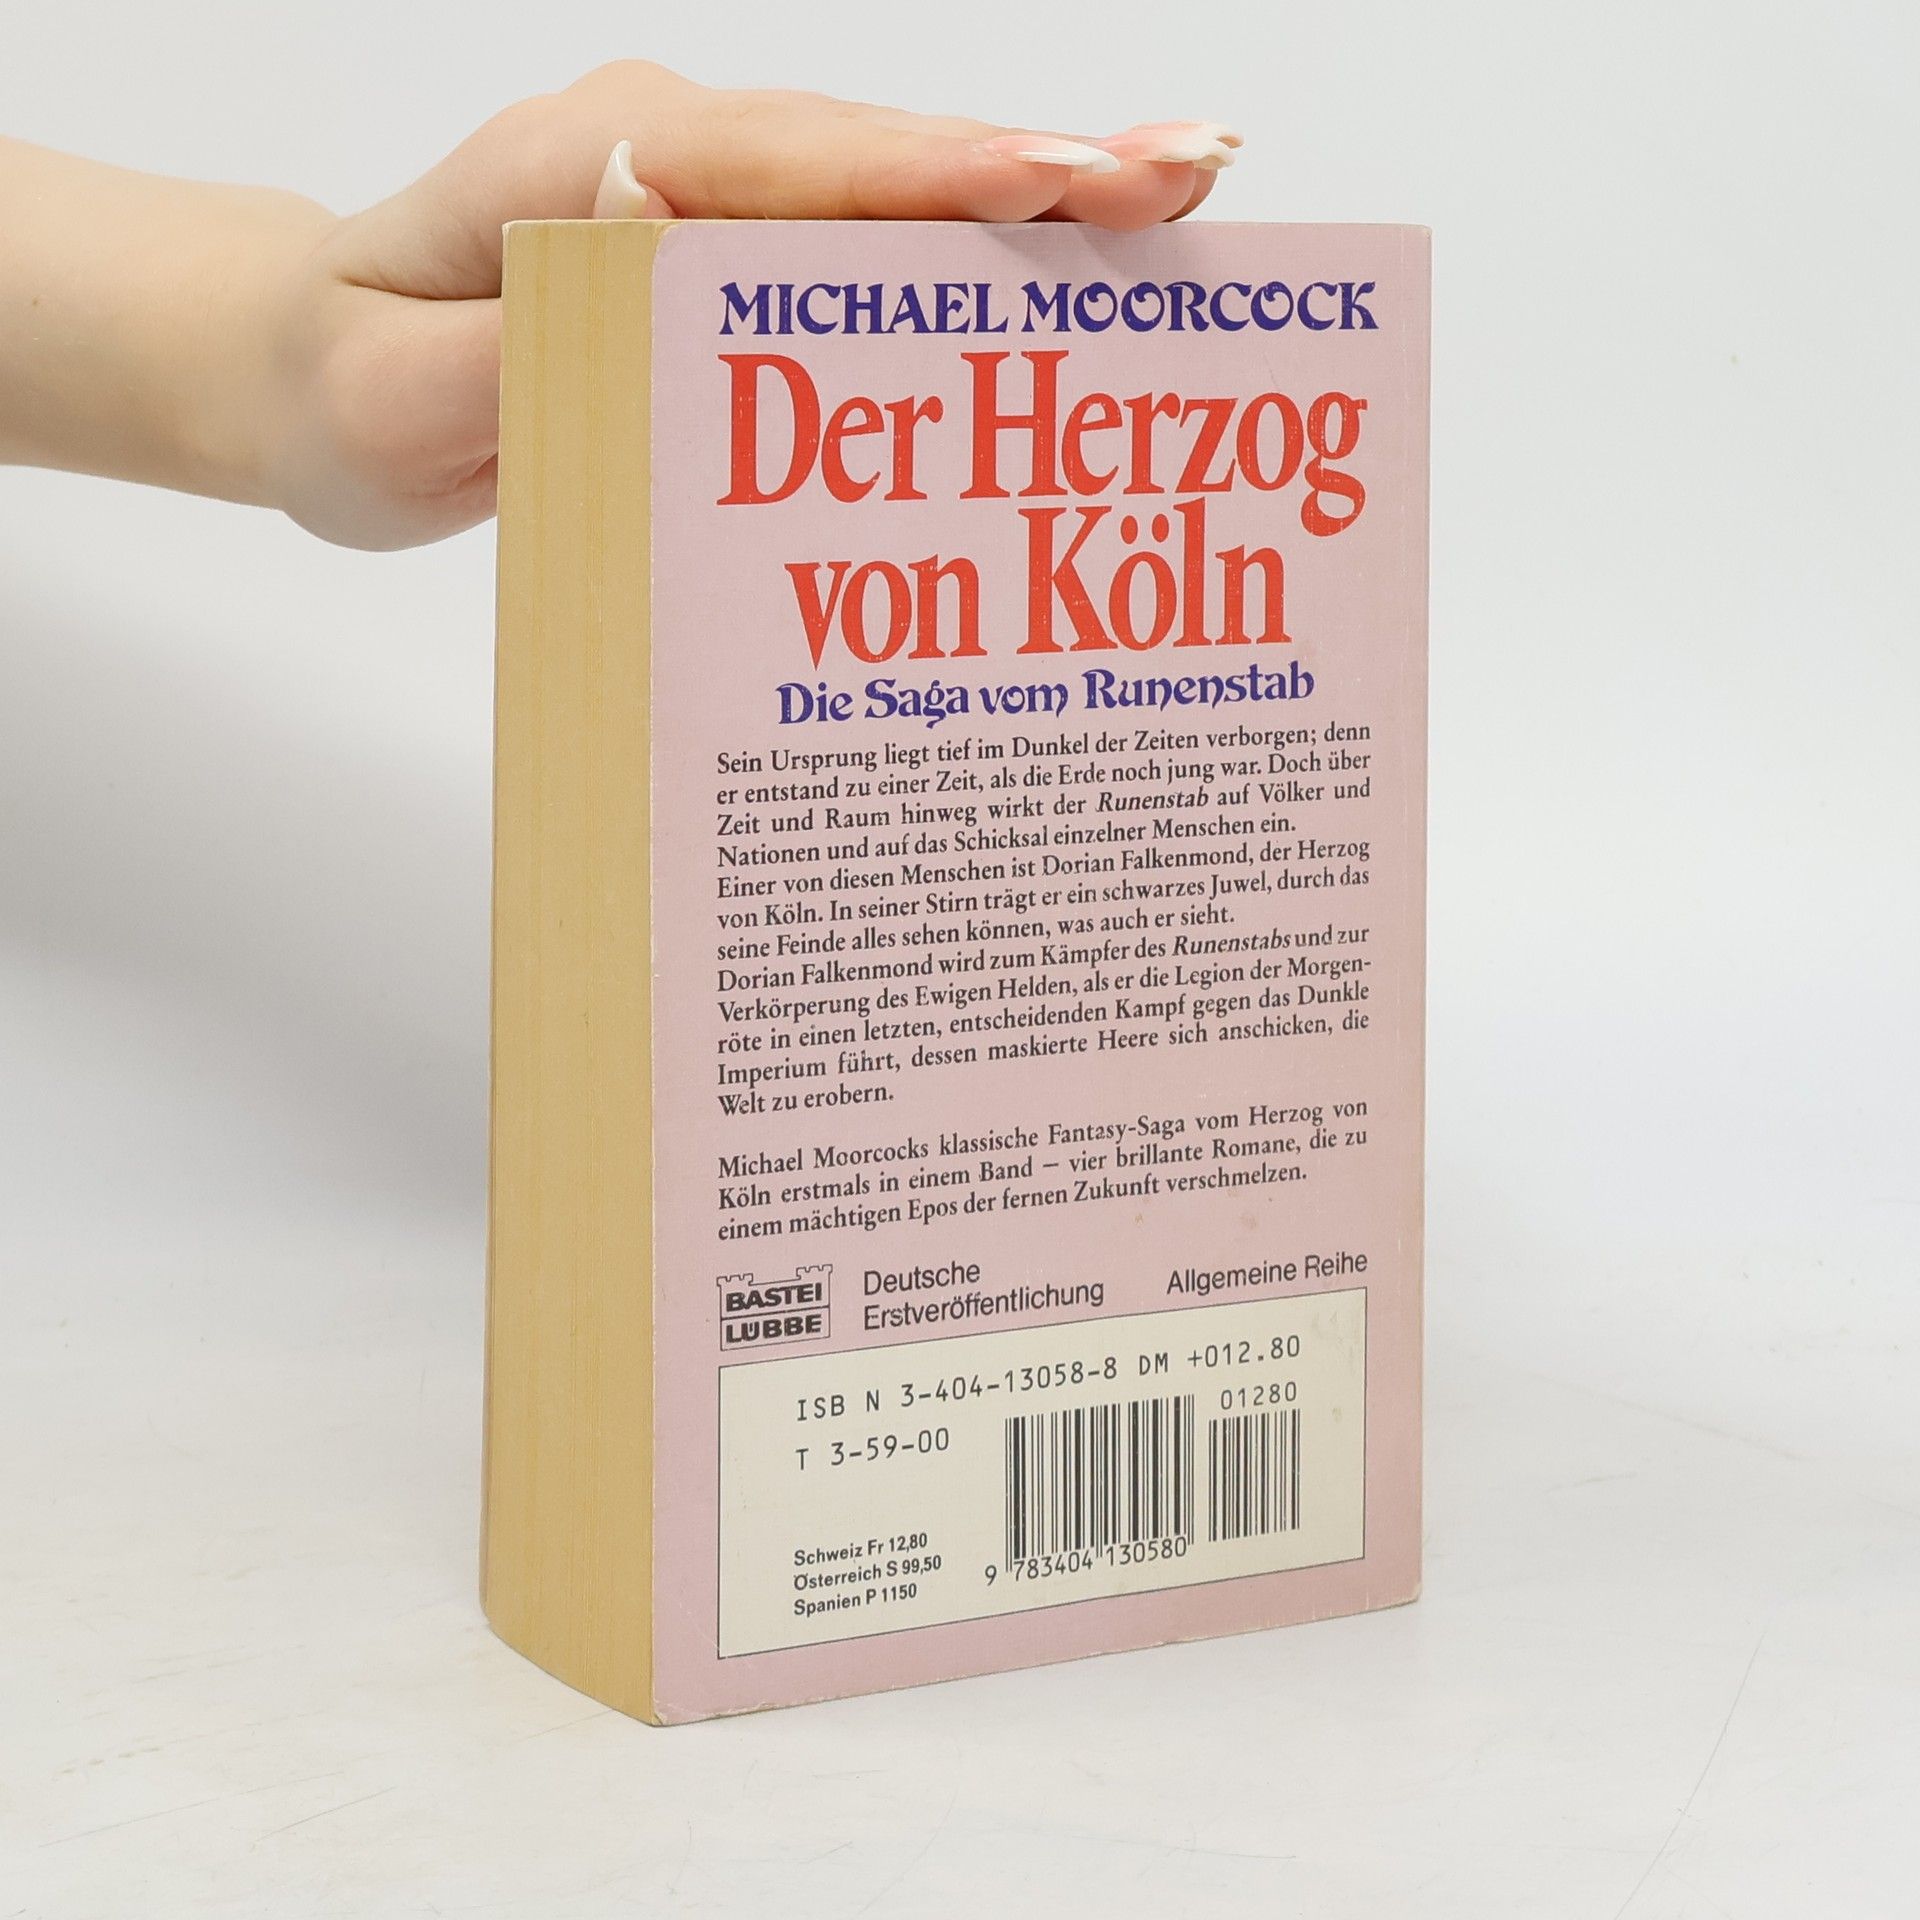 MICHAEL MOORCOCK
Der Herzog
von Köln
Die Saga vom Runenstab
Sein Ursprung liegt tief im Dunkel der Zeiten verborgen; denn
er entstand zu einer Zeit, als die Erde noch jung war. Doch über
Zeit und Raum hinweg wirkt der Runenstab auf Völker und
Nationen und auf das Schicksal einzelner Menschen ein.
Einer von diesen Menschen ist Dorian Falkenmond, der Herzog
von Köln. In seiner Stirn trägt er ein schwarzes Juwel, durch das
seine Feinde alles sehen können, was auch er sieht.
Dorian Falkenmond wird zum Kämpfer des Runenstabs und zur
Verkörperung des Ewigen Helden, als er die Legion der Morgen-
röte in einen letzten, entscheidenden Kampf gegen das Dunkle
Imperium führt, dessen maskierte Heere sich anschicken, die
Welt zu erobern.
Michael Moorcocks klassische Fantasy-Saga vom Herzog von
Köln erstmals in einem Band – vier brillante Romane, die zu
einem mächtigen Epos der fernen Zukunft verschmelzen.
BASTEI
LÜBBE
Deutsche
Erstveröffentlichung
Allgemeine Reihe
ISB N 3-404-13058-8 DM +012.80
01280
T 3-59-00
Schweiz Fr 12,80
Österreich S 99,50
Spanien P 1150
9 783404 130580